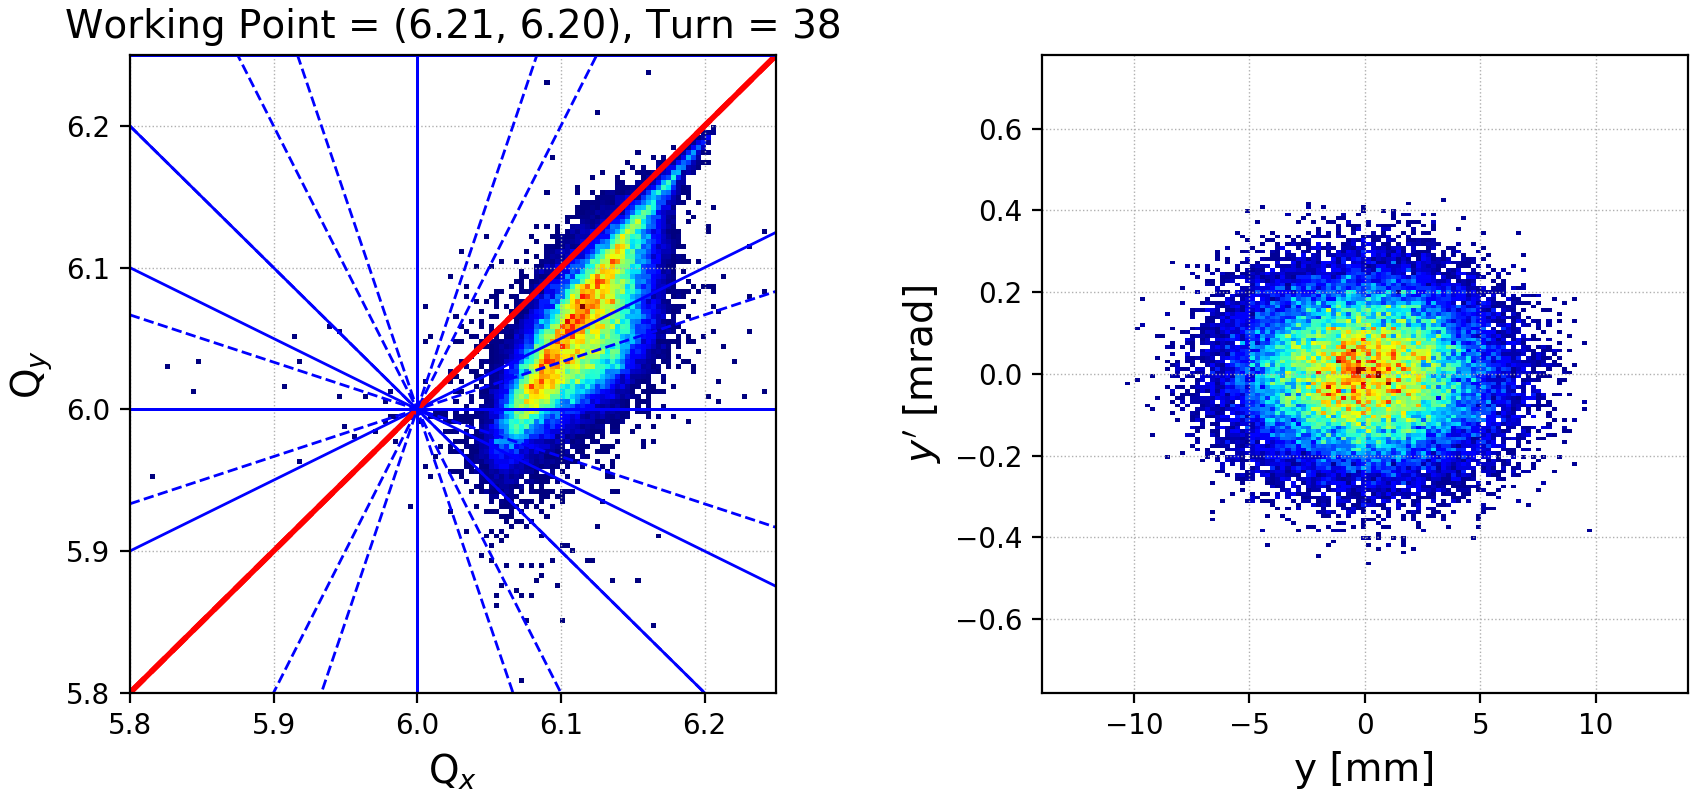 Working Point = (6.21, 6.20), Turn = 38
6.2
6.1
6.0
5.9
5.8
Q_y
5.8 5.9 6.0 6.1 6.2
Q_x
0.6
0.4
0.2
0.0
−0.2
−0.4
−0.6
y′ [mrad]
−10 −5 0 5 10
y [mm]